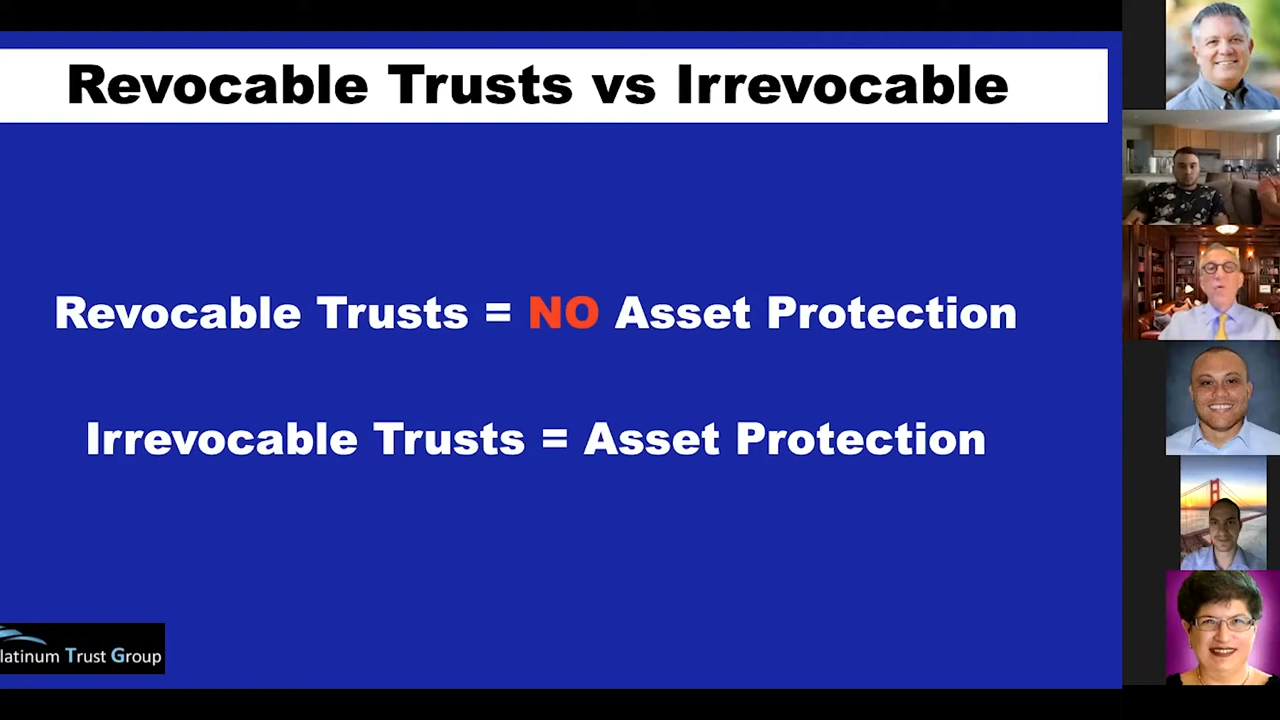 Revocable Trusts vs Irrevocable
Revocable Trusts = NO Asset Protection
Irrevocable Trusts = Asset Protection
latinum Trust Group